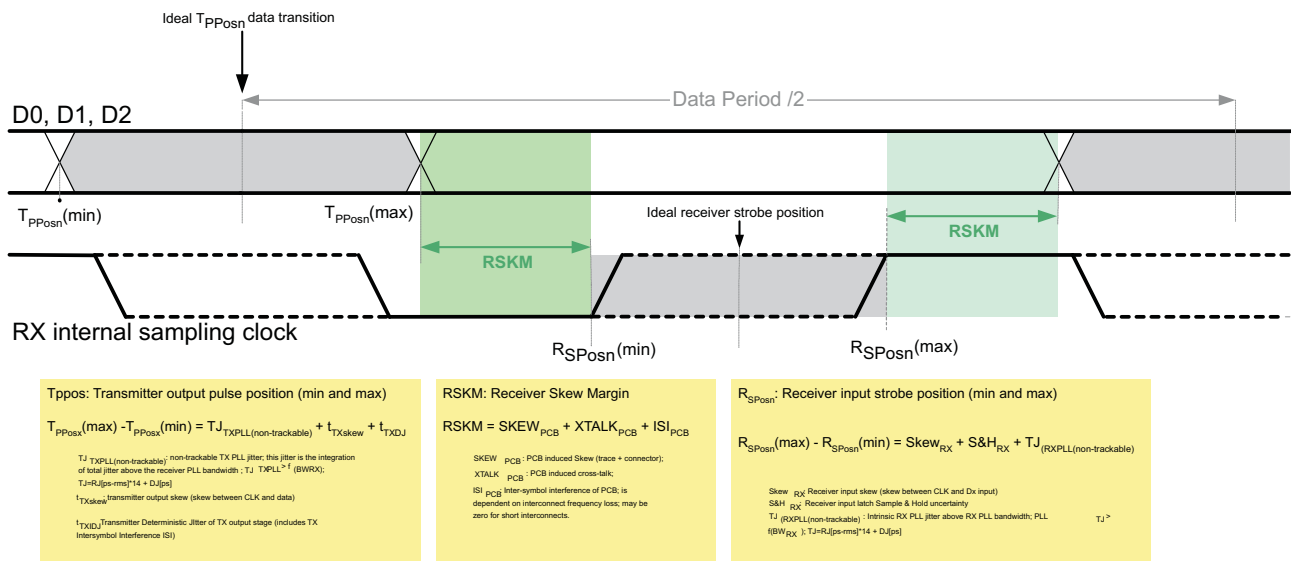 Ideal TPPosn data transition
Data Period /2
D0, D1, D2
TPPosn(min)
TPPosn(max)
Ideal receiver strobe position
RSKM
RSKM
RX internal sampling clock
RSPosn(min)
RSPosn(max)
Tppos: Transmitter output pulse position (min and max)
TPPosx(max) -TPPosx(min) = TJTXPLL(non-trackable) + tTXskew + tTXDJ
TJ TXPLL(non-trackable): non-trackable TX PLL jitter; this jitter is the integration
of total jitter above the receiver PLL bandwidth ; TJ TXPLL> f (BWRX);
TJ=RJ[ps-rms]*14 + DJ[ps]
tTXskew: transmitter output skew (skew between CLK and data)
tTXIDJ Transmitter Deterministic JItter of TX output stage (includes TX
Intersymbol Interference ISI)
RSKM: Receiver Skew Margin
RSKM = SKEWPCB + XTALKPCB + ISIPCB
SKEW PCB: PCB induced Skew (trace + connector);
XTALK PCB : PCB induced cross-talk;
ISI PCB: Inter-symbol interference of PCB; is
dependent on interconnect frequency loss; may be
zero for short interconnects.
RSPosn: Receiver input strobe position (min and max)
RSPosn(max) - RSPosn(min) = SkewRX + S&HRX + TJ(RXPLL(non-trackable)
Skew RX: Receiver input skew (skew between CLK and Dx input)
S&H RX: Receiver input latch Sample & Hold uncertainty
TJ (RXPLL(non-trackable) : Intrinsic RX PLL jitter above RX PLL bandwidth; PLL TJ >
f(BWRX ); TJ=RJ[ps-rms]*14 + DJ[ps]